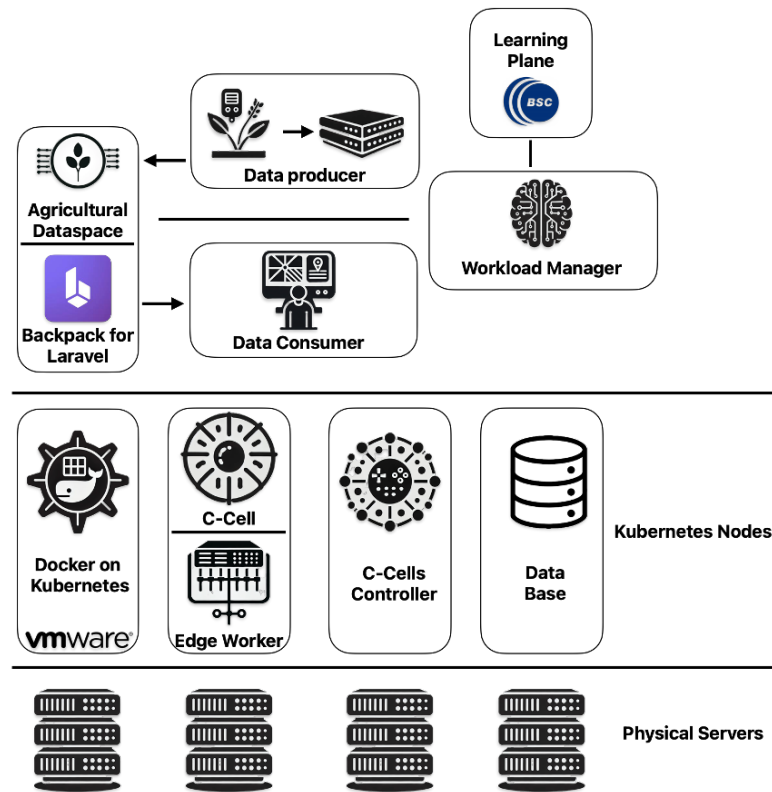 Learning
Plane
BSC
Data producer
Agricultural
Dataspace
Workload Manager
Backpack for
Laravel
Data Consumer
C-Cell
Docker on
Kubernetes
vmware®
Edge Worker
C-Cells
Controller
Data
Base
Kubernetes Nodes
Physical Servers